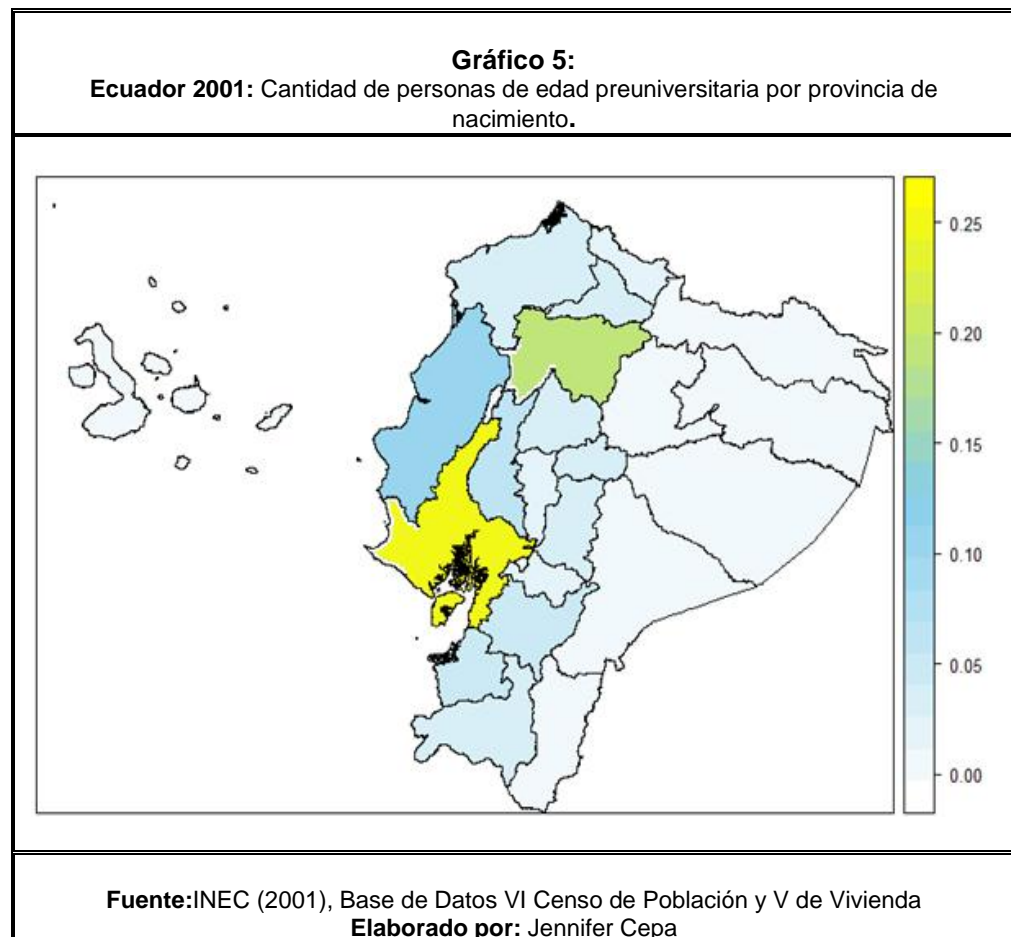 Gráfico 5:
Ecuador 2001: Cantidad de personas de edad preuniversitaria por provincia de
nacimiento.
0.25
0.20
0.15
0.10
0.05
0.00
Fuente:INEC (2001), Base de Datos VI Censo de Población y V de Vivienda
Elaborado por: Jennifer Cepa